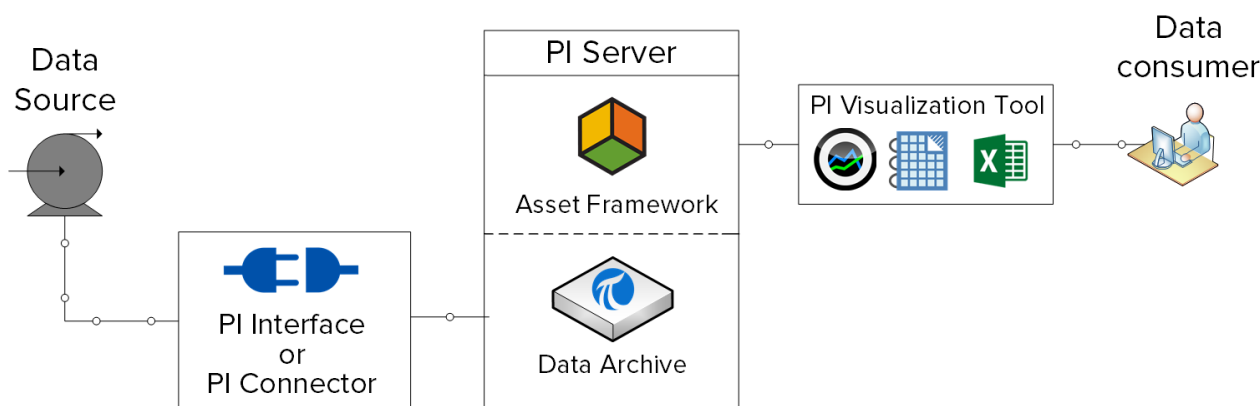 Data
Source
PI Interface
or
PI Connector
PI Server
Asset Framework
Data Archive
PI Visualization Tool
X
Data
consumer